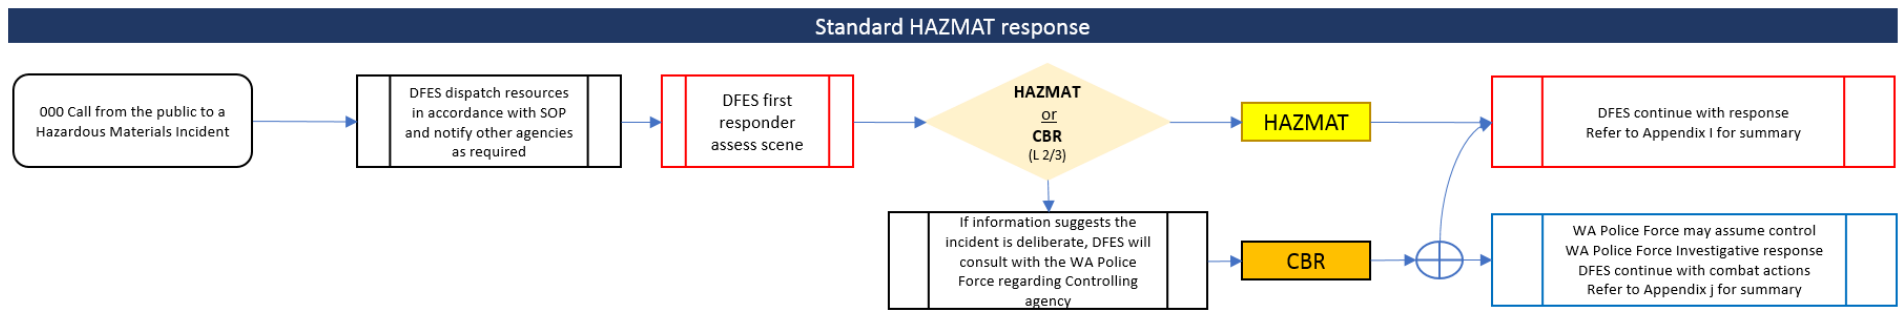 Standard HAZMAT response
000 Call from the public to a
Hazardous Materials Incident
DFES dispatch resources
in accordance with SOP
and notify other agencies
as required
DFES first
responder
assess scene
HAZMAT
or
CBR
(L 2/3)
HAZMAT
DFES continue with response
Refer to Appendix I for summary
If information suggests the
incident is deliberate, DFES will
consult with the WA Police
Force regarding Controlling
agency
CBR
WA Police Force may assume control
WA Police Force Investigative response
DFES continue with combat actions
Refer to Appendix j for summary